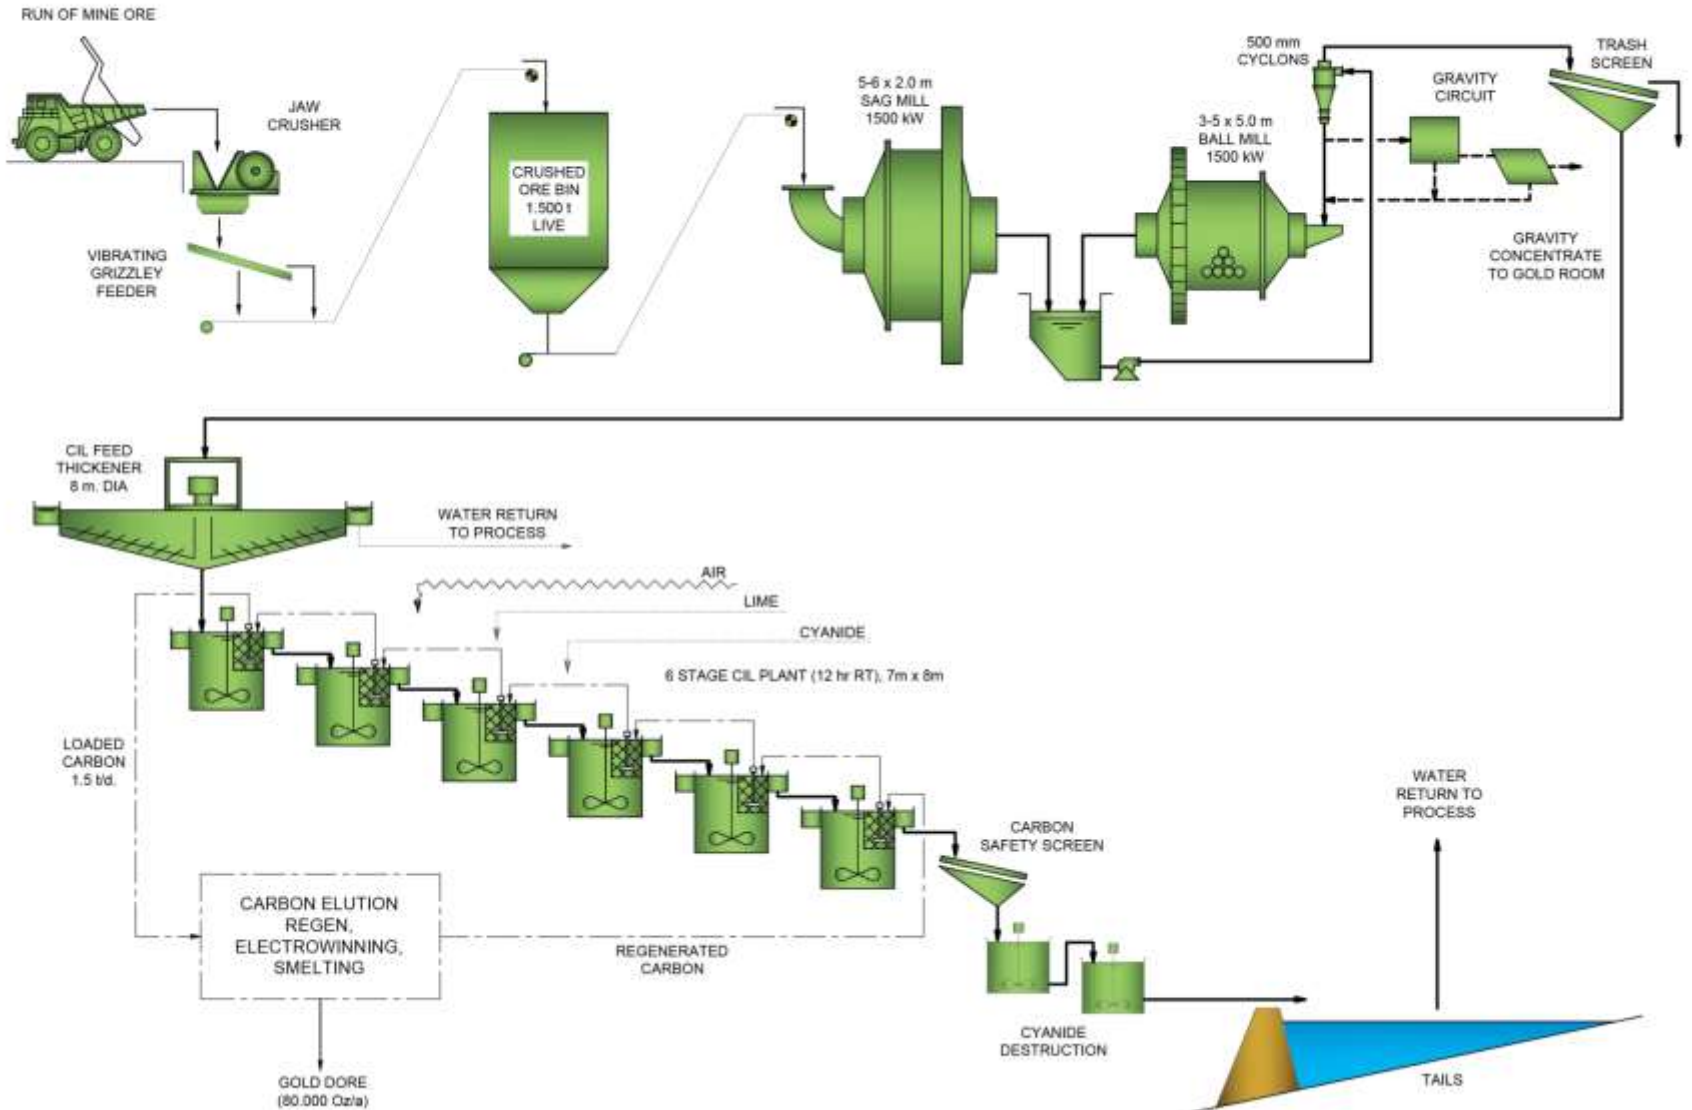 RUN OF MINE ORE
JAW
CRUSHER
VIBRATING
GRIZZLEY
FEEDER
CRUSHED
ORE BIN
1.500 t
LIVE
5-6 x 2.0 m
SAG MILL
1500 kW
3-5 x 5.0 m
BALL MILL
1500 kW
500 mm
CYCLONS
GRAVITY
CIRCUIT
TRASH
SCREEN
GRAVITY
CONCENTRATE
TO GOLD ROOM
CIL FEED
THICKENER
8 m. DIA
WATER RETURN
TO PROCESS
AIR
LIME
CYANIDE
6 STAGE CIL PLANT (12 hr RT), 7m x 8m
LOADED
CARBON
1.5 t/d.
CARBON ELUTION
REGEN,
ELECTROWINNING,
SMELTING
REGENERATED
CARBON
CARBON
SAFETY SCREEN
WATER
RETURN TO
PROCESS
CYANIDE
DESTRUCTION
TAILS
GOLD DORE
(80.000 Oz/a)